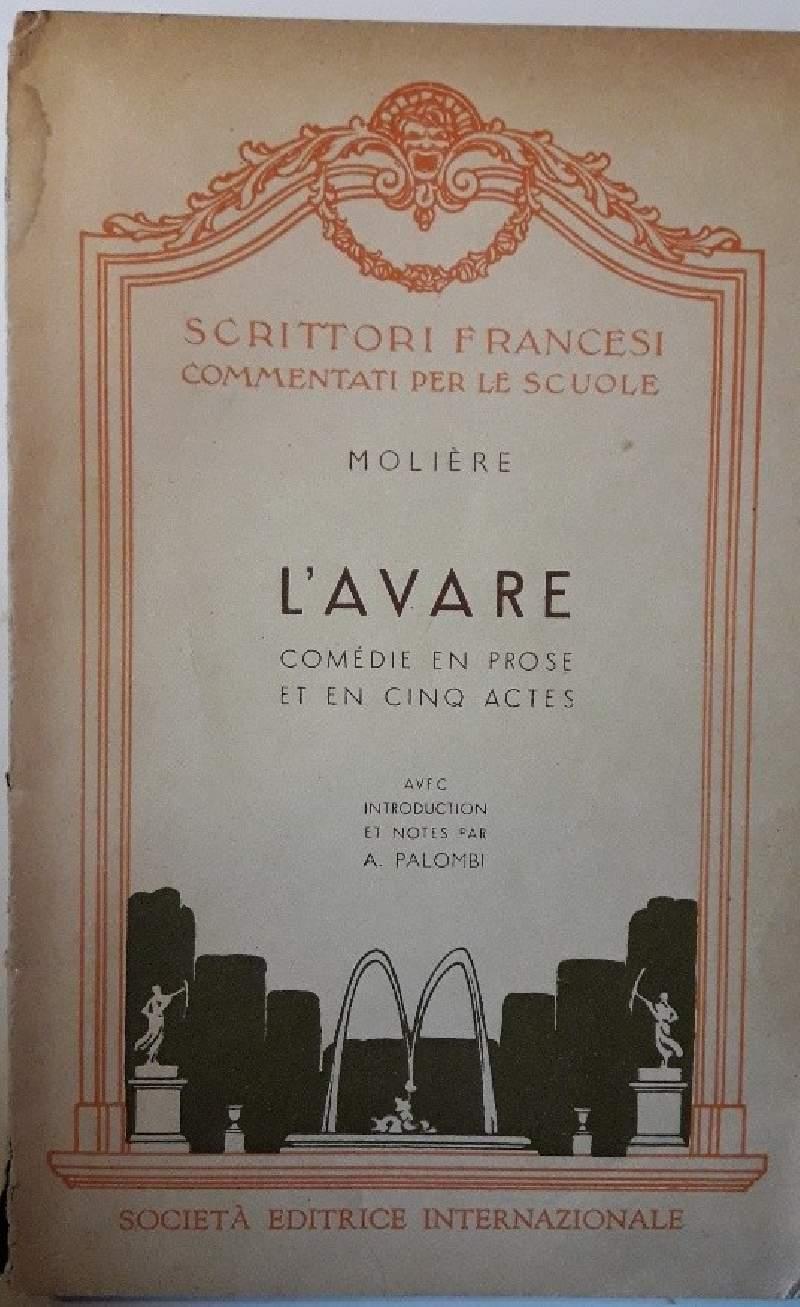 SCRITTORI FRANCESI
COMMENTATI PER LE SCUOLE
MOLIÈRE
L'AVARE
COMÉDIE EN PROSE
ET EN CINQ ACTES
AVEC
INTRODUCTION
ET NOTES PAR
A. PALOMBI
SOCIETÀ EDITRICE INTERNAZIONALE